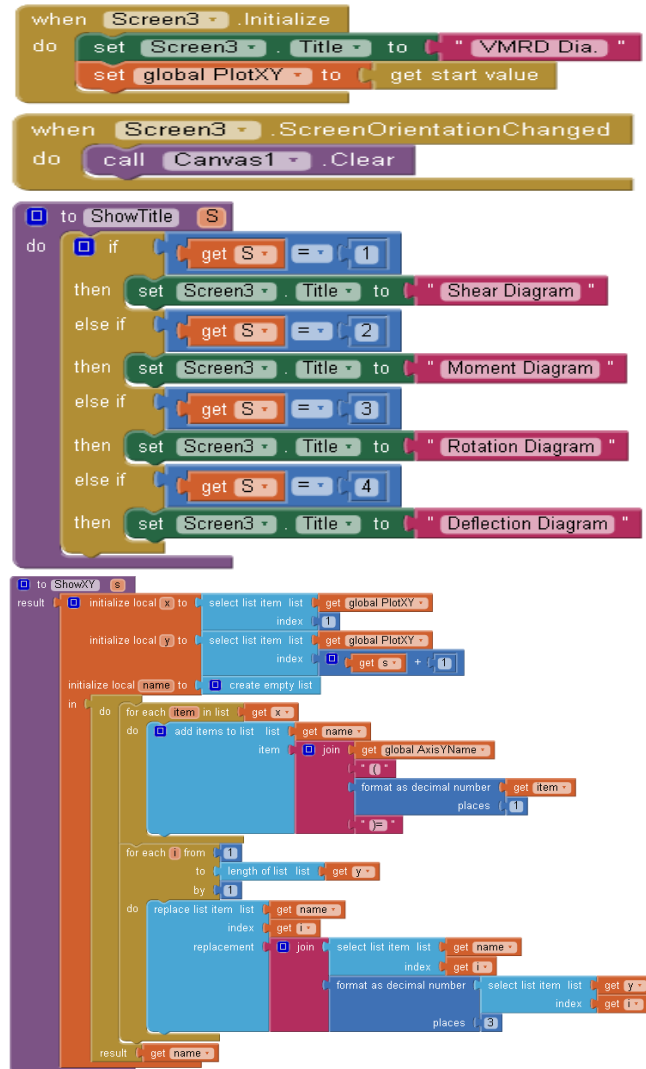 when Screen3 .Initialize
do set Screen3 . Title to " VMRD Dia. "
set global PlotXY to get start value
when Screen3 .ScreenOrientationChanged
do call Canvas1 .Clear
to ShowTitle S
do if get S = 1
then set Screen3 . Title to " Shear Diagram "
else if get S = 2
then set Screen3 . Title to " Moment Diagram "
else if get S = 3
then set Screen3 . Title to " Rotation Diagram "
else if get S = 4
then set Screen3 . Title to " Deflection Diagram "
to ShowXY s
result initialize local x to select list item list get global PlotXY
index 1
initialize local y to select list item list get global PlotXY
index get s + 1
initialize local name to create empty list
in do for each item in list get x
do add items to list list get name
item join get global AxisYName
" ( "
format as decimal number get item
places 1
" )= "
for each i from 1
to length of list list get y
by 1
do replace list item list get name
index get i
replacement join select list item list get name
index get i
format as decimal number select list item list get y
index get i
places 3
result get name